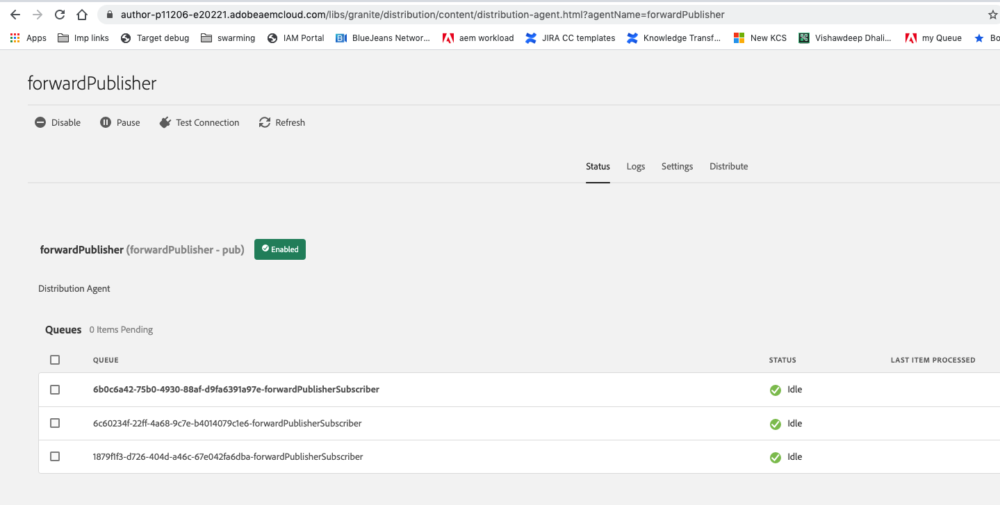 author-p11206-e20221.adobeaemcloud.com/libs/granite/distribution/content/distribution-agent.html?agentName=forwardPublisher
Apps Imp links Target debug swarming IAM Portal BlueJeans Networ... aem workload JIRA CC templates Knowledge Transf... New KCS Vishawdeep Dhali... my Queue Bo
forwardPublisher
Disable Pause Test Connection Refresh
Status Logs Settings Distribute
forwardPublisher (forwardPublisher - pub) Enabled
Distribution Agent
Queues 0 Items Pending
QUEUE STATUS LAST ITEM PROCESSED
6b0c6a42-75b0-4930-88af-d9fa6391a97e-forwardPublisherSubscriber Idle
6c60234f-22ff-4a68-9c7e-b4014079c1e6-forwardPublisherSubscriber Idle
1879f1f3-d726-404d-a46c-67e042fa6dba-forwardPublisherSubscriber Idle